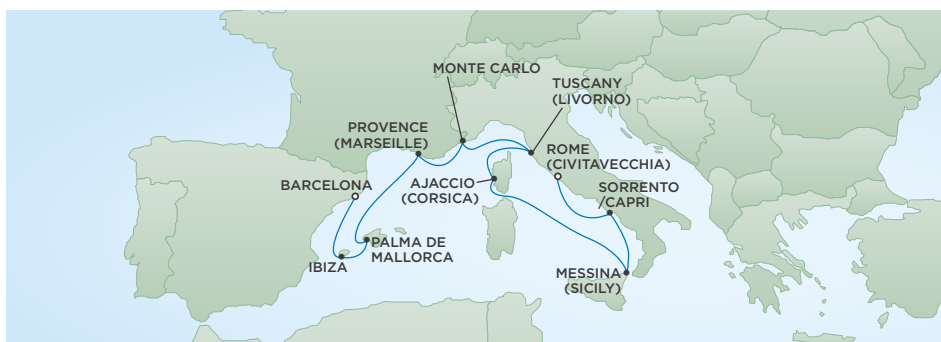 MONTE CARLO
TUSCANY
(LIVORNO)
PROVENCE
(MARSEILLE)
ROME
(CIVITAVECCHIA)
BARCELONA
AJACCIO
(CORSICA)
SORRENTO
/CAPRI
PALMA DE
MALLORCA
IBIZA
MESSINA
(SICILY)